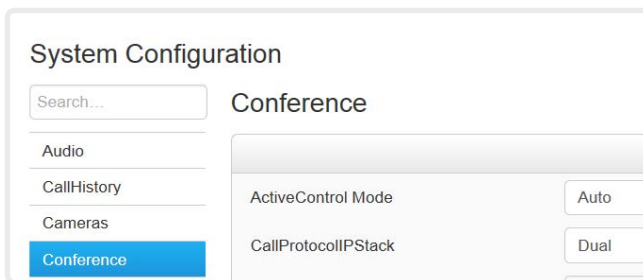 System Configuration
Search...
Audio
CallHistory
Cameras
Conference
Conference
ActiveControl Mode
Auto
CallProtocolIPStack
Dual